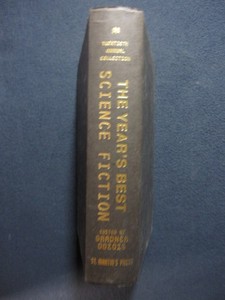 TWENTIETH
ANNUAL
COLLECTION
THE YEAR'S BEST
SCIENCE FICTION
EDITED BY
GARDNER
DOZOIS
ST. MARTIN'S PRESS